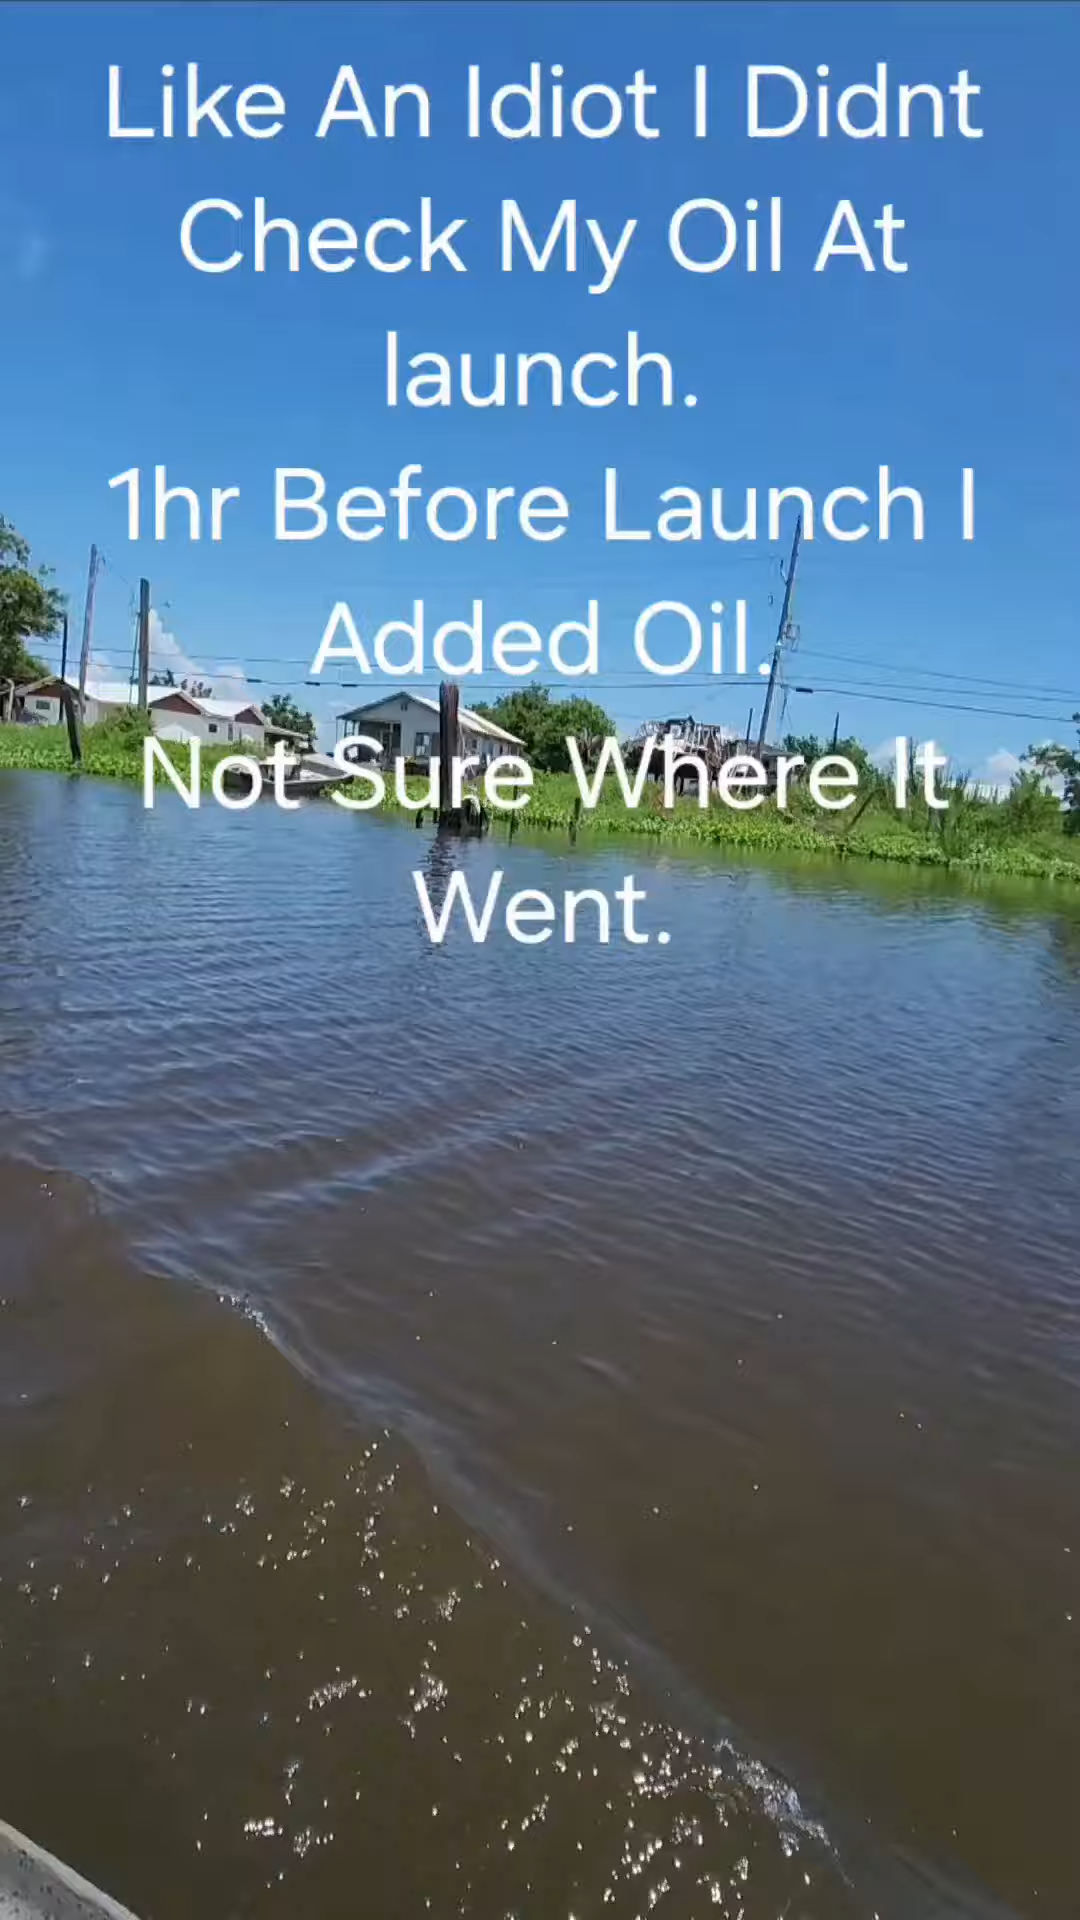 Like An Idiot I Didnt
Check My Oil At
launch.
1hr Before Launch I
Added Oil.
Not Sure Where It
Went.